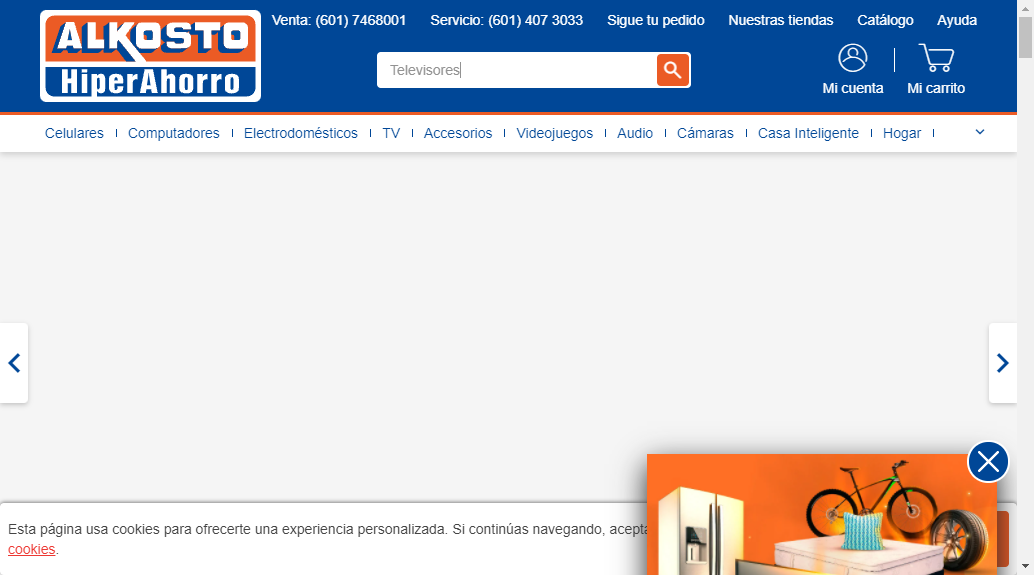 ALKOSTO
HiperAhorro
Venta: (601) 7468001 Servicio: (601) 407 3033 Sigue tu pedido Nuestras tiendas Catálogo Ayuda
Televisores
Mi cuenta Mi carrito
Celulares Computadores Electrodomésticos TV Accesorios Videojuegos Audio Cámaras Casa Inteligente Hogar
Esta página usa cookies para ofrecerte una experiencia personalizada. Si continúas navegando, acepta
cookies.